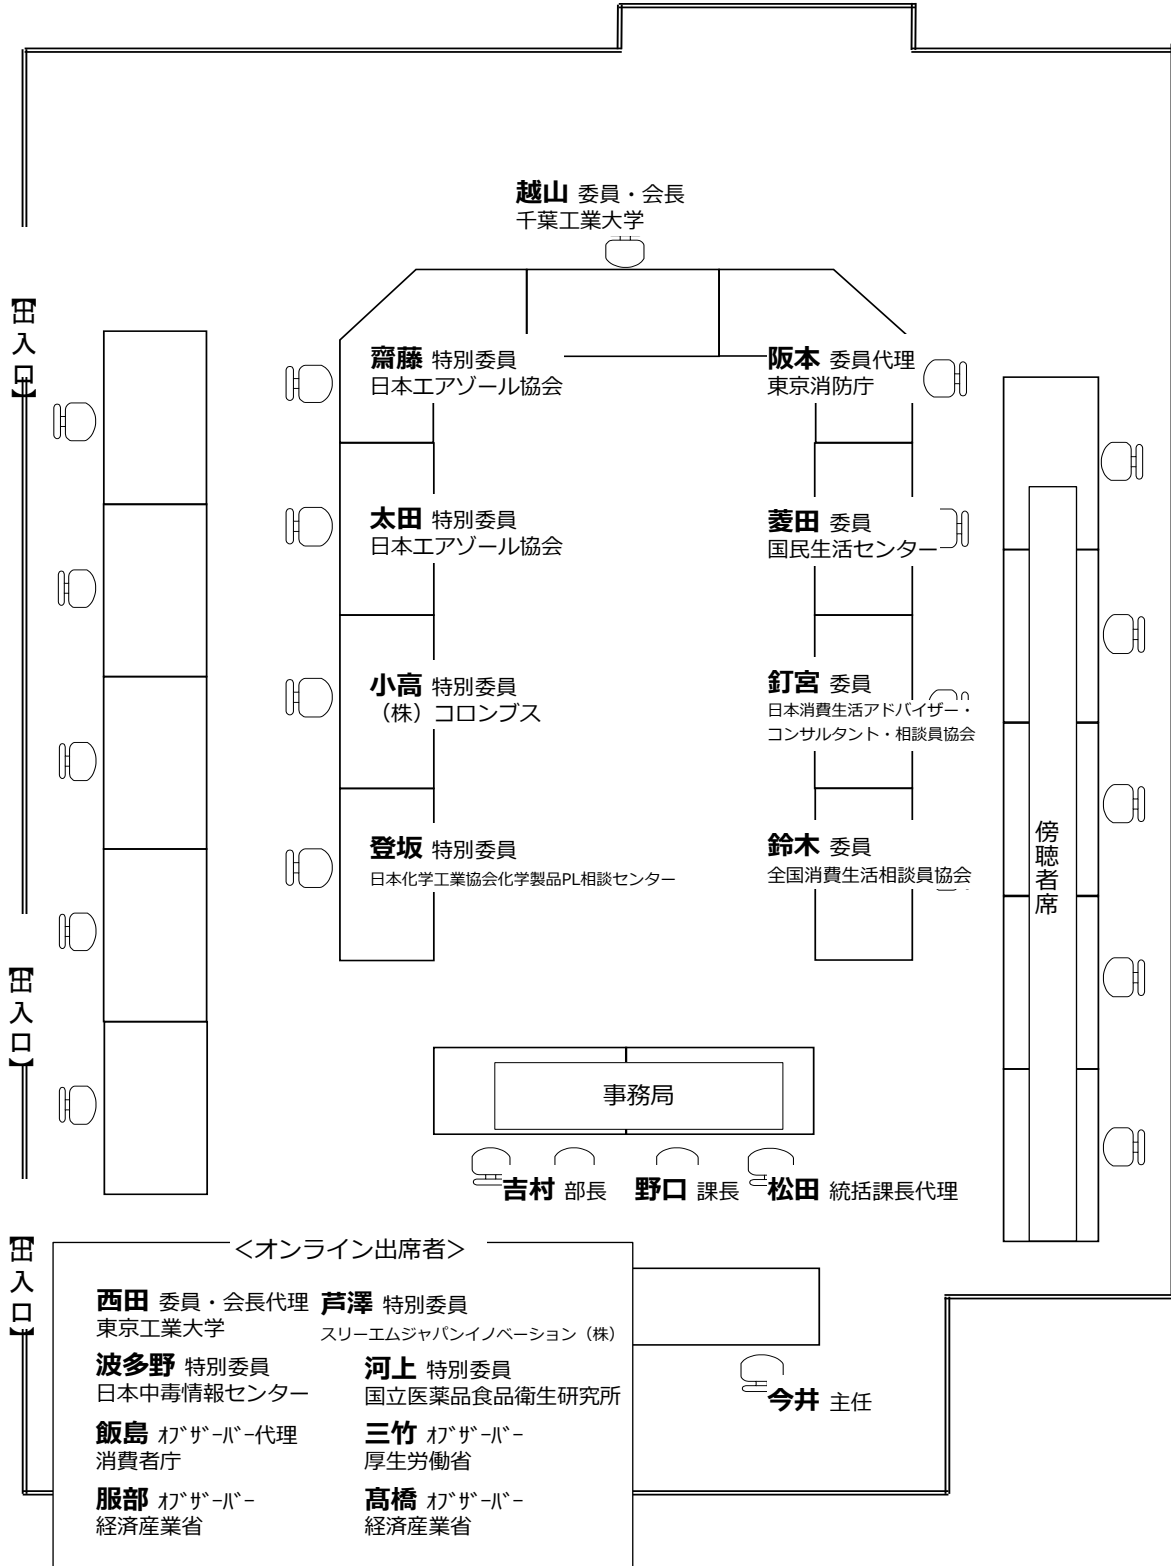 越山 委員・会長
千葉工業大学
【出入口】
齋藤 特別委員
日本エアゾール協会
阪本 委員代理
東京消防庁
太田 特別委員
日本エアゾール協会
菱田 委員
国民生活センター
小高 特別委員
（株）コロンブス
釘宮 委員
日本消費生活アドバイザー・
コンサルタント・相談員協会
登坂 特別委員
日本化学工業協会化学製品PL相談センター
鈴木 委員
全国消費生活相談員協会
傍聴者席
【出入口】
事務局
吉村 部長
野口 課長
松田 統括課長代理
【出入口】
＜オンライン出席者＞
西田 委員・会長代理
東京工業大学
芦澤 特別委員
スリーエムジャパンイノベーション（株）
波多野 特別委員
日本中毒情報センター
河上 特別委員
国立医薬品食品衛生研究所
飯島 ｵﾌﾞｻﾞｰﾊﾞｰ代理
消費者庁
三竹 ｵﾌﾞｻﾞｰﾊﾞｰ
厚生労働省
服部 ｵﾌﾞｻﾞｰﾊﾞｰ
経済産業省
髙橋 ｵﾌﾞｻﾞｰﾊﾞｰ
経済産業省
今井 主任